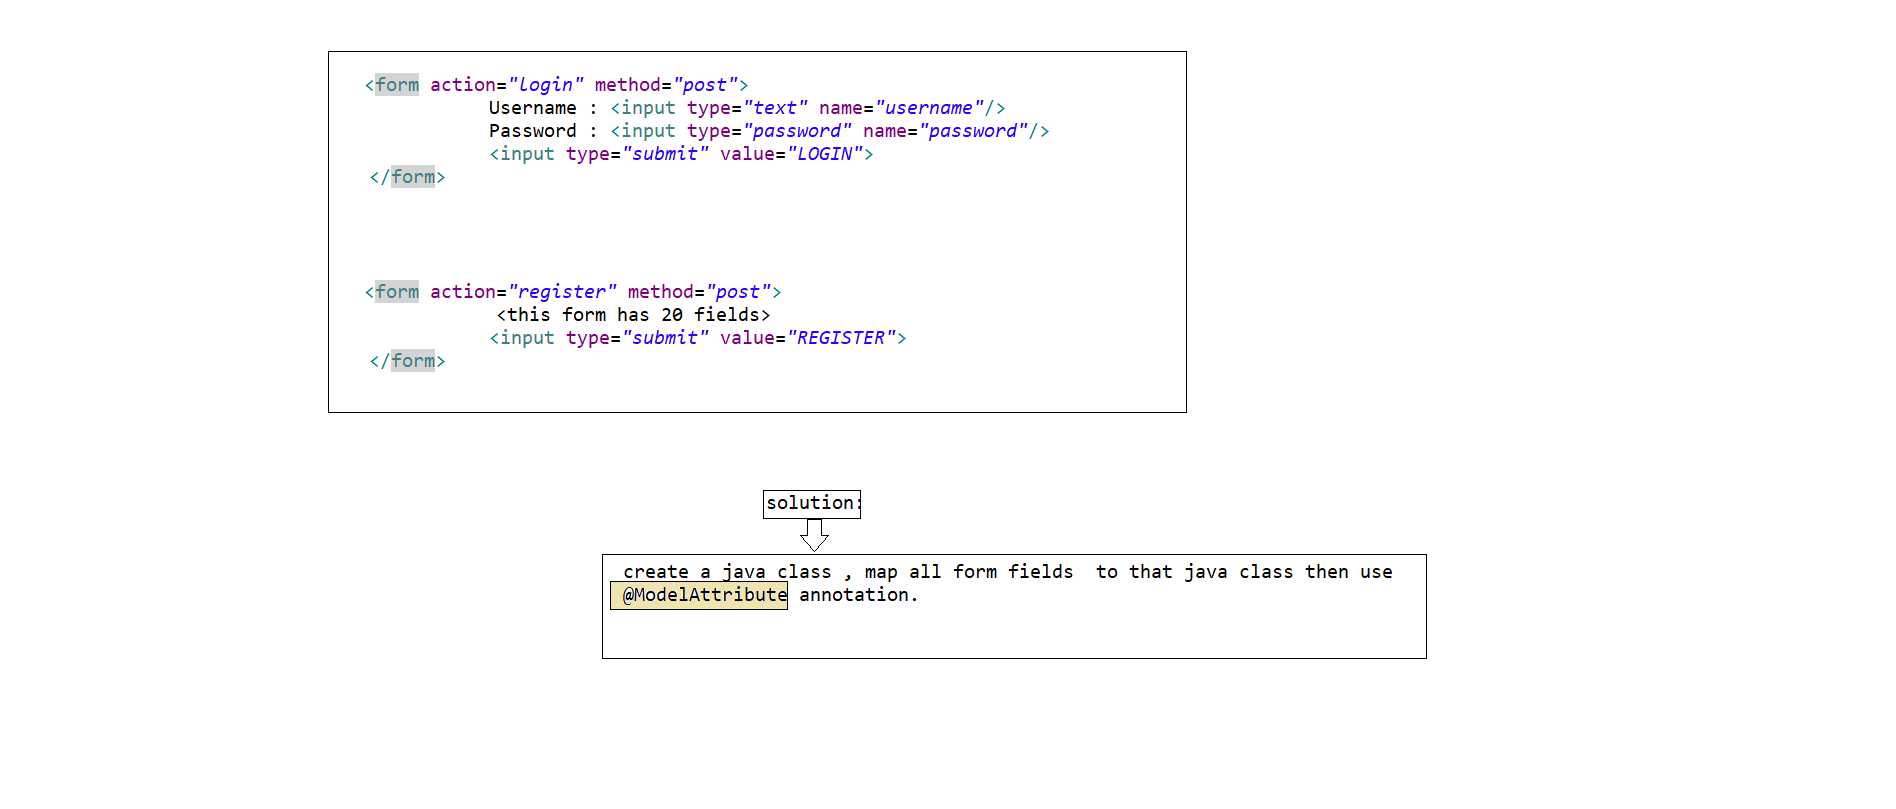 <form action="login" method="post">
Username : <input type="text" name="username"/>
Password : <input type="password" name="password"/>
<input type="submit" value="LOGIN">
</form>
<form action="register" method="post">
<this form has 20 fields>
<input type="submit" value="REGISTER">
</form>
solution:
create a java class , map all form fields  to that java class then use
@ModelAttribute annotation.